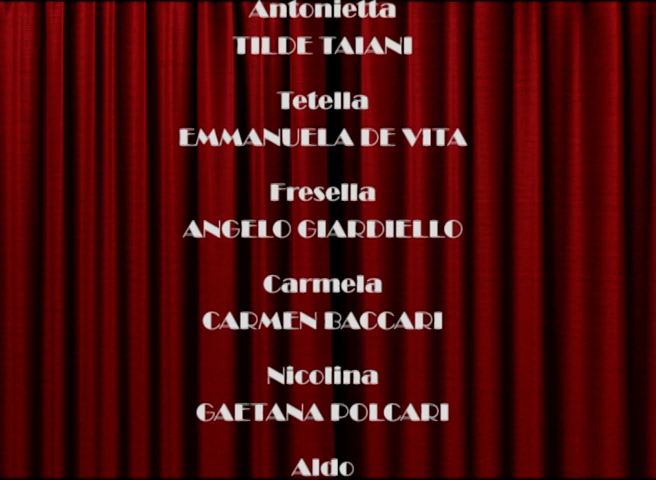 Antonietta
TILDE TAIANI
Tetella
EMMANUELA DE VITA
Fresella
ANGELO GIARDIELLO
Carmela
CARMEN BACCARI
Nicolina
GAETANA POLCARI
Aldo